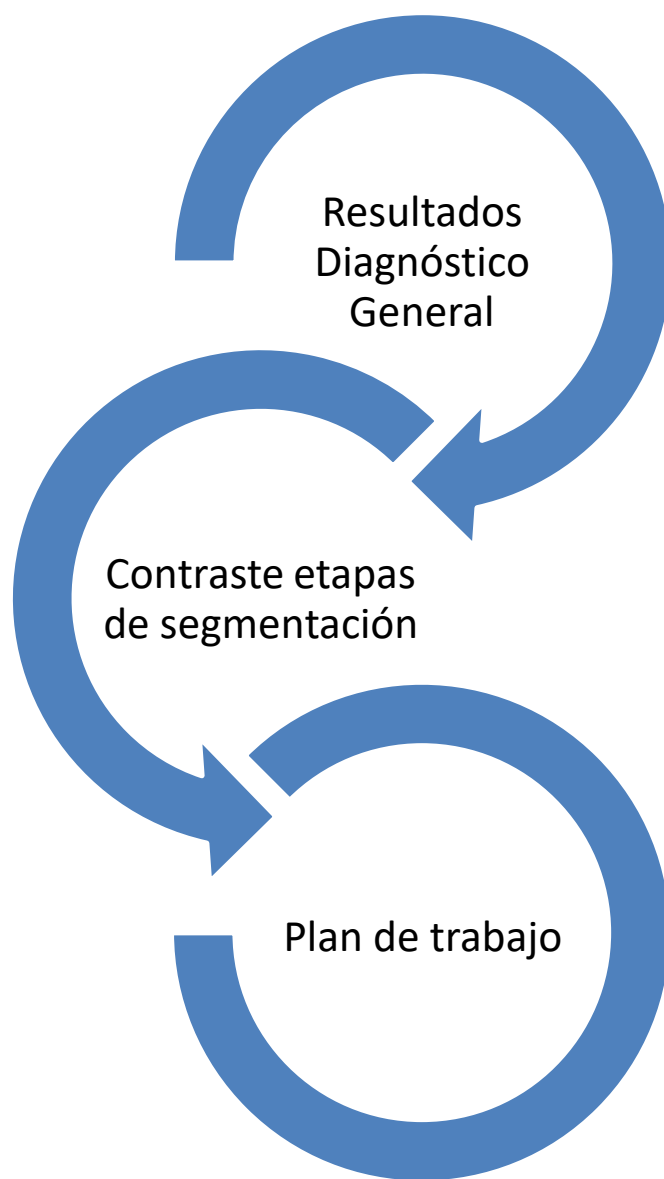 Resultados
Diagnóstico
General
Contraste etapas
de segmentación
Plan de trabajo